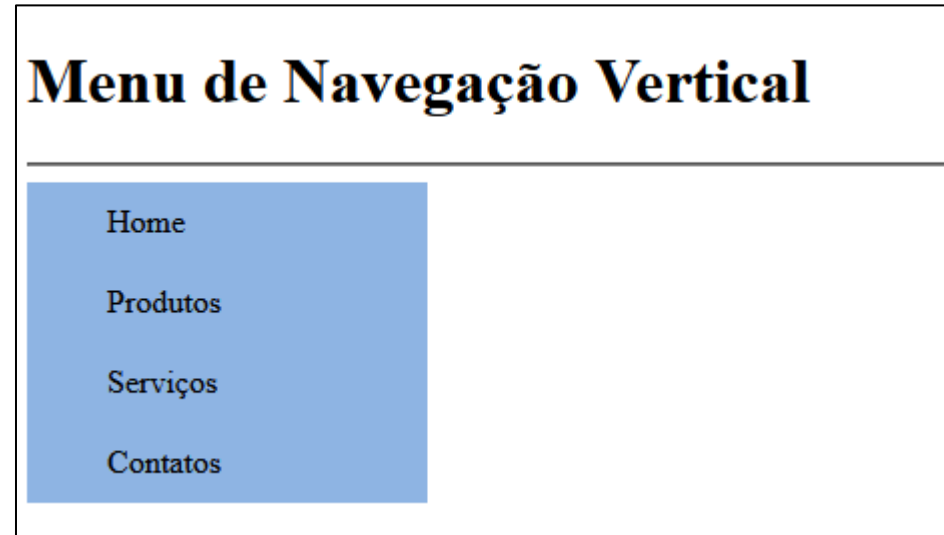 Menu de Navegação Vertical
Home
Produtos
Serviços
Contatos